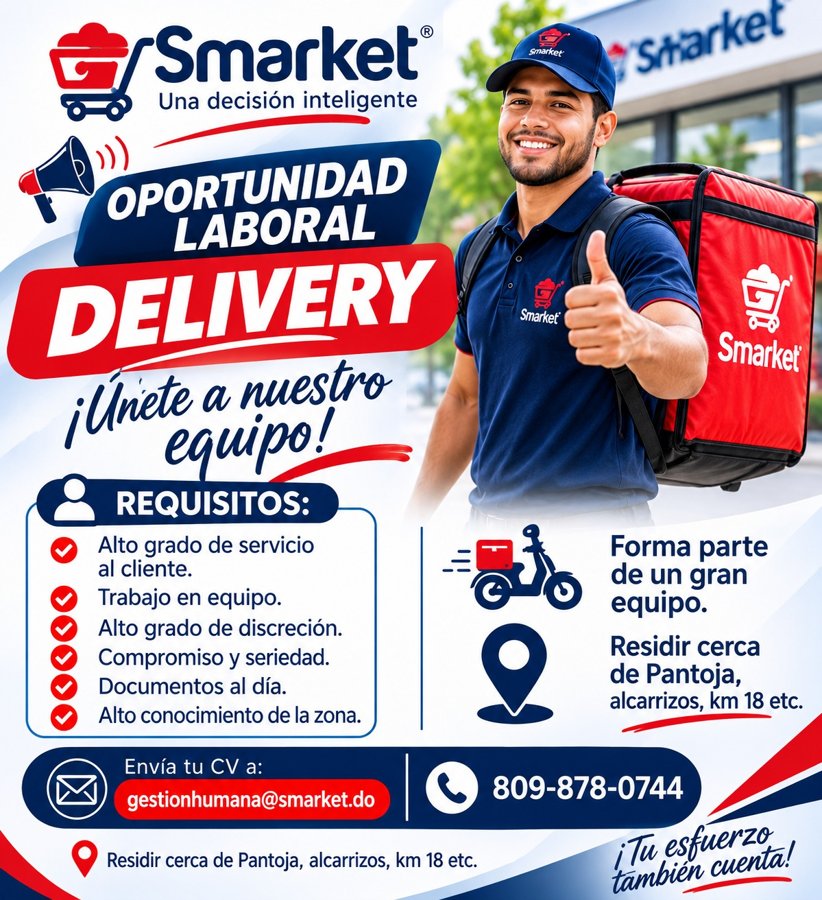 Smarket®
Una decisión inteligente
Smarket
Smarket
OPORTUNIDAD
LABORAL
DELIVERY
¡Únete a nuestro
equipo!
Smarket
Smarket
REQUISITOS:
Alto grado de servicio
al cliente.
Trabajo en equipo.
Alto grado de discreción.
Compromiso y seriedad.
Documentos al día.
Alto conocimiento de la zona.
Forma parte
de un gran
equipo.
Residir cerca
de Pantoja,
alcarrizos, km 18 etc.
Envía tu CV a:
gestionhumana@smarket.do
809-878-0744
Residir cerca de Pantoja, alcarrizos, km 18 etc.
¡Tu esfuerzo
también cuenta!